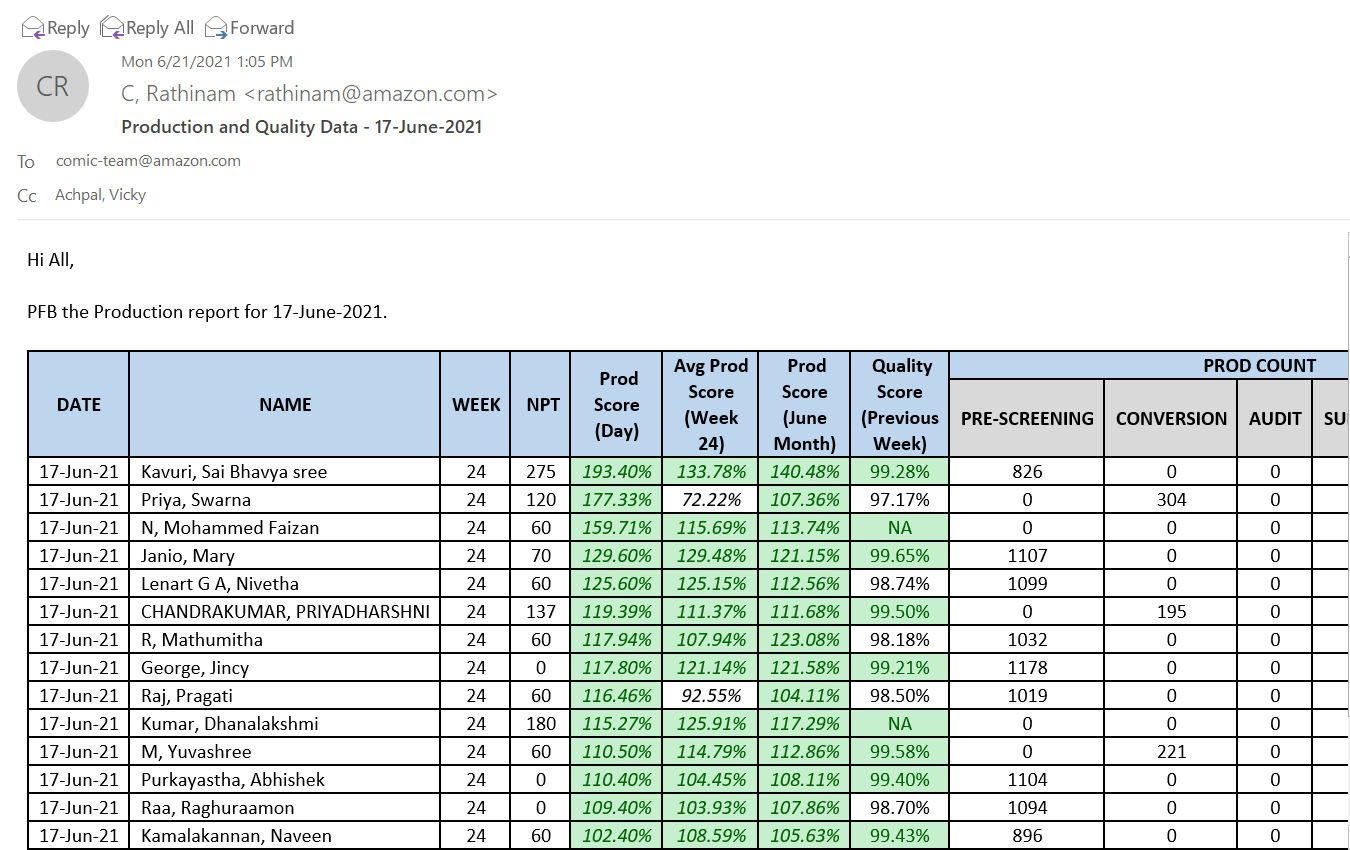 Reply Reply All Forward
CR
Mon 6/21/2021 1:05 PM
C, Rathinam <rathinam@amazon.com>
Production and Quality Data - 17-June-2021
To comic-team@amazon.com
Cc Achpal, Vicky
Hi All,
PFB the Production report for 17-June-2021.
DATE NAME WEEK NPT Prod Score (Day) Avg Prod Score (Week 24) Prod Score (June Month) Quality Score (Previous Week) PROD COUNT
PRE-SCREENING CONVERSION AUDIT
17-Jun-21 Kavuri, Sai Bhavya sree 24 275 193.40% 133.78% 140.48% 99.28% 826 0 0
17-Jun-21 Priya, Swarna 24 120 177.33% 72.22% 107.36% 97.17% 0 304 0
17-Jun-21 N, Mohammed Faizan 24 60 159.71% 115.69% 113.74% NA 0 0 0
17-Jun-21 Janio, Mary 24 70 129.60% 129.48% 121.15% 99.65% 1107 0 0
17-Jun-21 Lenart G A, Nivetha 24 60 125.60% 125.15% 112.56% 98.74% 1099 0 0
17-Jun-21 CHANDRAKUMAR, PRIYADHARSHNI 24 137 119.39% 111.37% 111.68% 99.50% 0 195 0
17-Jun-21 R, Mathumitha 24 60 117.94% 107.94% 123.08% 98.18% 1032 0 0
17-Jun-21 George, Jincy 24 0 117.80% 121.14% 121.58% 99.21% 1178 0 0
17-Jun-21 Raj, Pragati 24 60 116.46% 92.55% 104.11% 98.50% 1019 0 0
17-Jun-21 Kumar, Dhanalakshmi 24 180 115.27% 125.91% 117.29% NA 0 0 0
17-Jun-21 M, Yuvashree 24 60 110.50% 114.79% 112.86% 99.58% 0 221 0
17-Jun-21 Purkayastha, Abhishek 24 0 110.40% 104.45% 108.11% 99.40% 1104 0 0
17-Jun-21 Raa, Raghuraamon 24 0 109.40% 103.93% 107.86% 98.70% 1094 0 0
17-Jun-21 Kamalakannan, Naveen 24 60 102.40% 108.59% 105.63% 99.43% 896 0 0